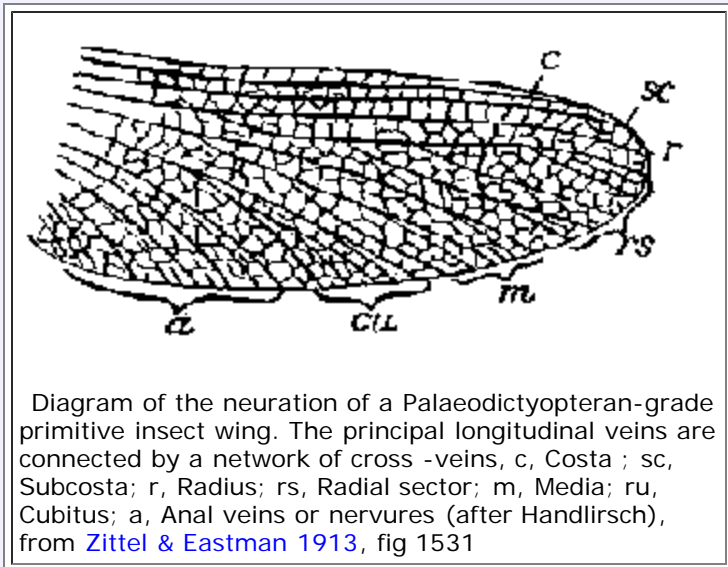 c
sc
r
rs
m
cu
a
Diagram of the neuration of a Palaeodictyopteran-grade
primitive insect wing. The principal longitudinal veins are
connected by a network of cross -veins, c, Costa ; sc,
Subcosta; r, Radius; rs, Radial sector; m, Media; ru,
Cubitus; a, Anal veins or nervures (after Handlirsch),
from Zittel & Eastman 1913, fig 1531